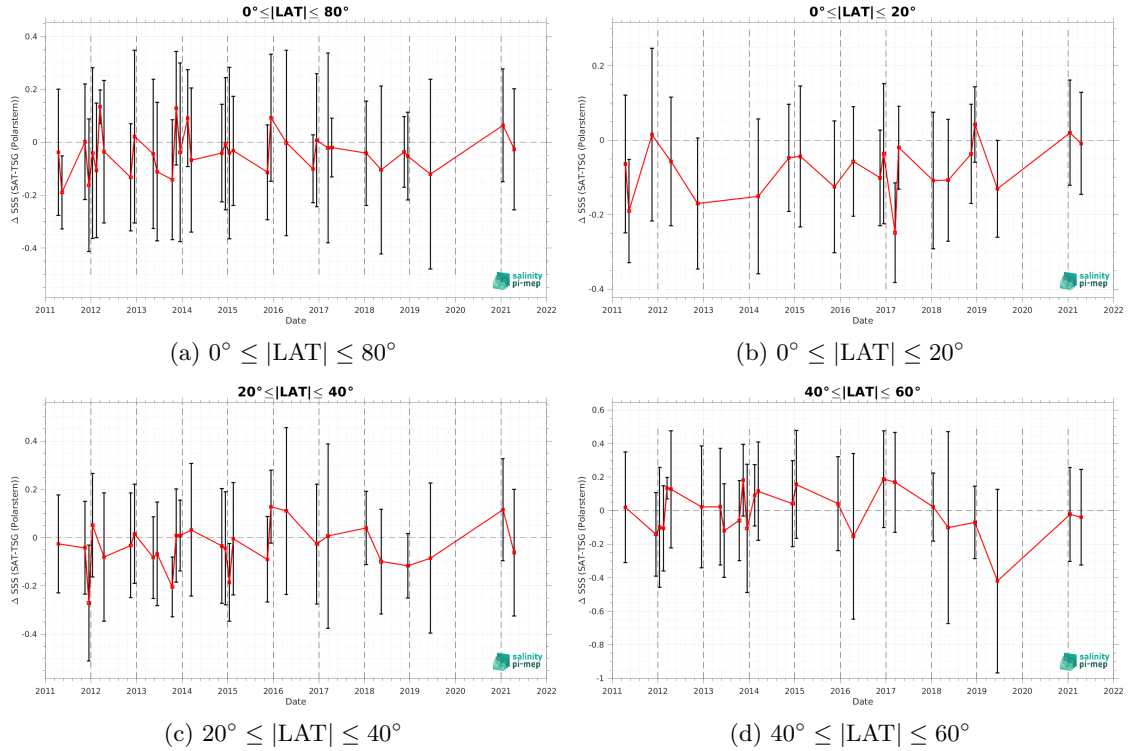 0°≤|LAT|≤ 80°
Δ SSS (SAT-TSG (Polarstern))
0.4
0.2
0
-0.2
-0.4
2011 2012 2013 2014 2015 2016 2017 2018 2019 2020 2021 2022
Date
salinity
pi-mep
(a) 0° ≤ |LAT| ≤ 80°
0°≤|LAT|≤ 20°
Δ SSS (SAT-TSG (Polarstern))
0.2
0
-0.2
-0.4
2011 2012 2013 2014 2015 2016 2017 2018 2019 2020 2021 2022
Date
salinity
pi-mep
(b) 0° ≤ |LAT| ≤ 20°
20°≤|LAT|≤ 40°
Δ SSS (SAT-TSG (Polarstern))
0.4
0.2
0
-0.2
-0.4
2011 2012 2013 2014 2015 2016 2017 2018 2019 2020 2021 2022
Date
salinity
pi-mep
(c) 20° ≤ |LAT| ≤ 40°
40°≤|LAT|≤ 60°
Δ SSS (SAT-TSG (Polarstern))
0.6
0.4
0.2
0
-0.2
-0.4
-0.6
-0.8
-1
2011 2012 2013 2014 2015 2016 2017 2018 2019 2020 2021 2022
Date
salinity
pi-mep
(d) 40° ≤ |LAT| ≤ 60°